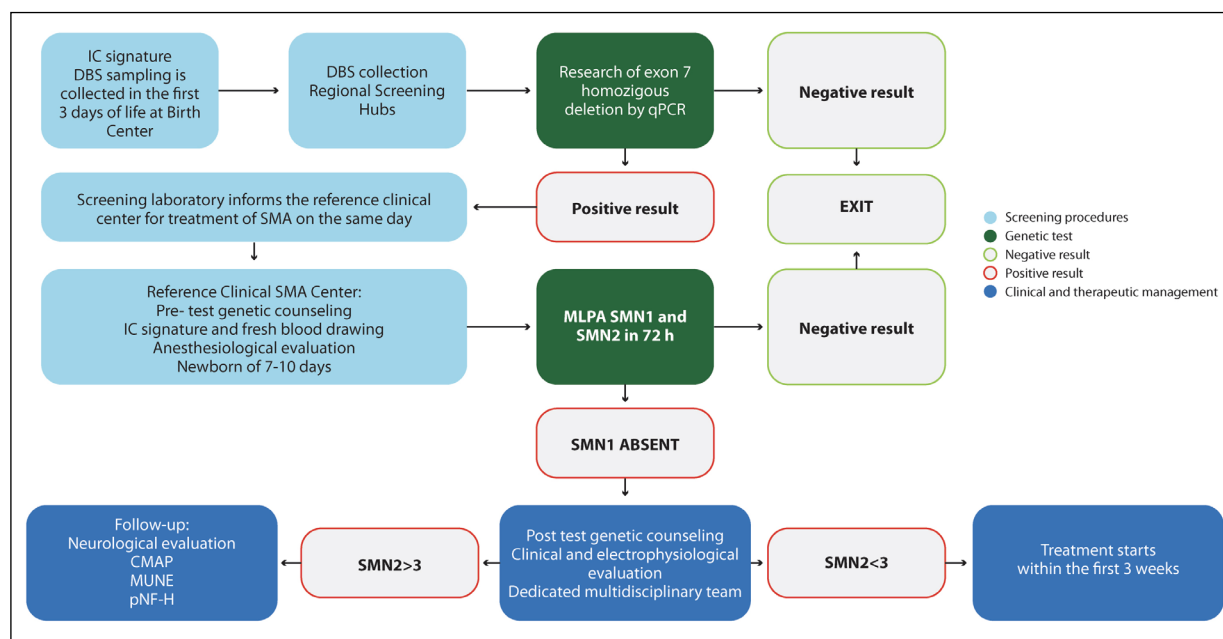 IC signature
DBS sampling is
collected in the first
3 days of life at Birth
Center
DBS collection
Regional Screening
Hubs
Research of exon 7
homozigous
deletion by qPCR
Negative result
Screening laboratory informs the reference clinical
center for treatment of SMA on the same day
Positive result
EXIT
Reference Clinical SMA Center:
Pre- test genetic counseling
IC signature and fresh blood drawing
Anesthesiological evaluation
Newborn of 7-10 days
MLPA SMN1 and
SMN2 in 72 h
Negative result
SMN1 ABSENT
Follow-up:
Neurological evaluation
CMAP
MUNE
pNF-H
SMN2>3
Post test genetic counseling
Clinical and electrophysiological
evaluation
Dedicated multidisciplinary team
SMN2<3
Treatment starts
within the first 3 weeks
Screening procedures
Genetic test
Negative result
Positive result
Clinical and therapeutic management